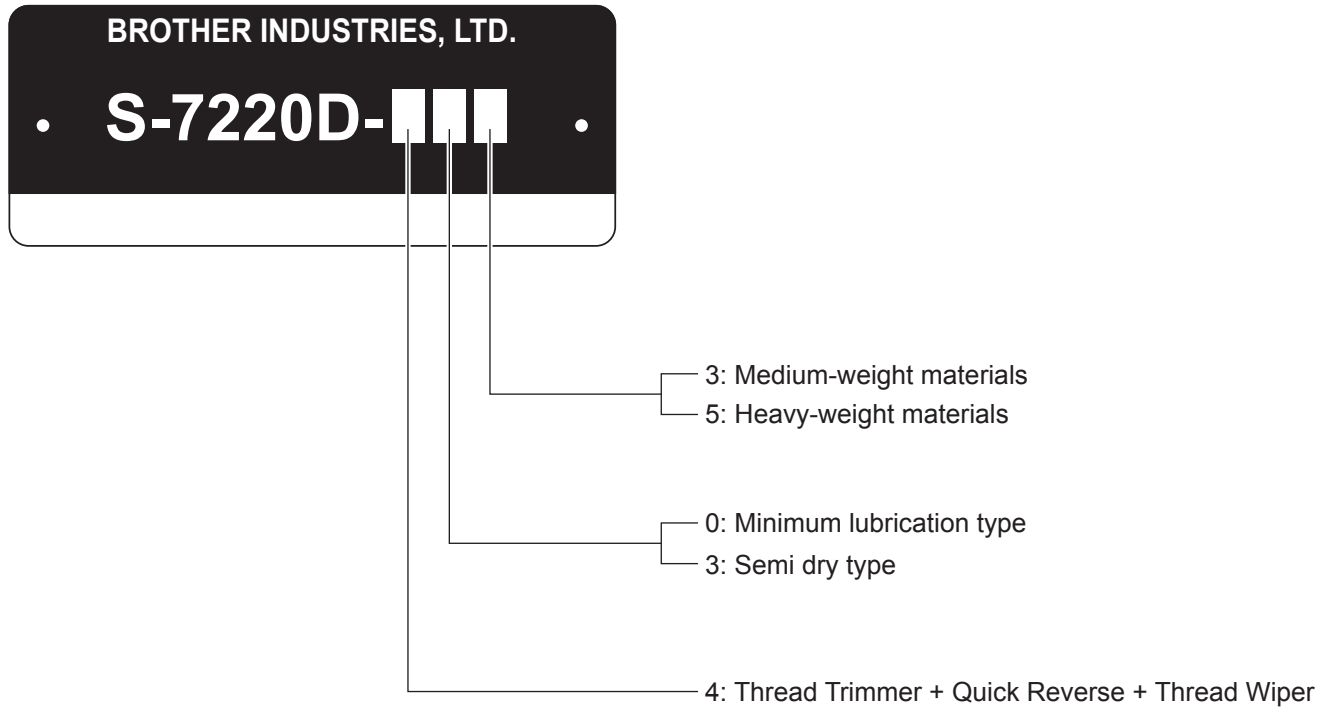 BROTHER INDUSTRIES, LTD.
S-7220D-
3: Medium-weight materials
5: Heavy-weight materials
0: Minimum lubrication type
3: Semi dry type
4: Thread Trimmer + Quick Reverse + Thread Wiper